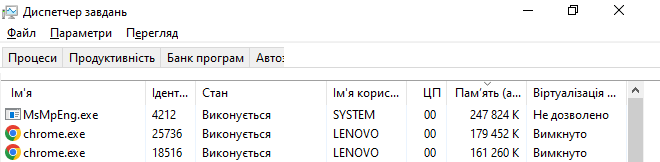 Диспетчер завдань
Файл Параметри Перегляд
Процеси Продуктивність Банк програм Автоз
Ім'я Ідент... Стан Ім'я корис... ЦП Пам'ять (а... Віртуалізація ...
MsMpEng.exe 4212 Виконується SYSTEM 00 247 824 K Не дозволено
chrome.exe 25736 Виконується LENOVO 00 179 452 K Вимкнуто
chrome.exe 18516 Виконується LENOVO 00 161 260 K Вимкнуто